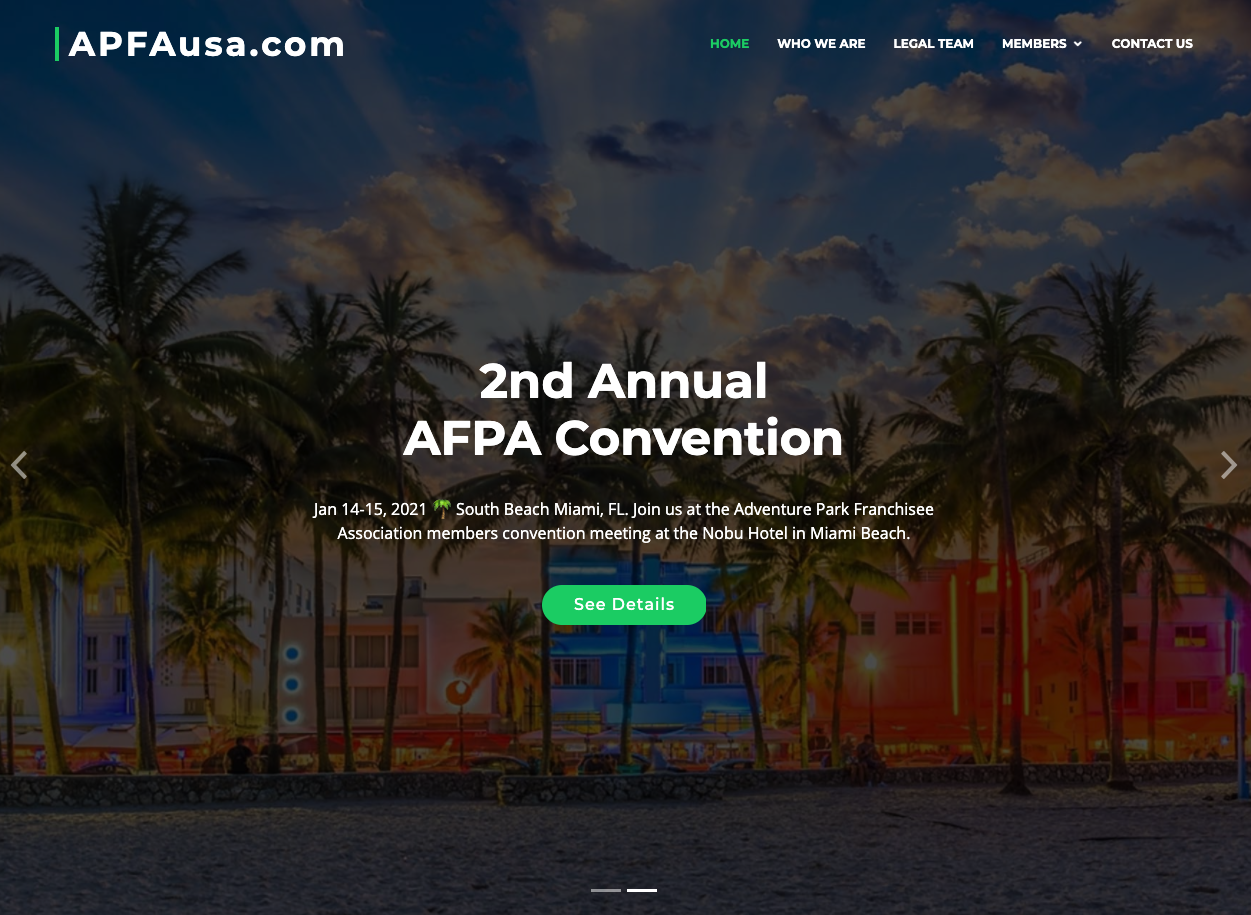 APFAusa.com
HOME WHO WE ARE LEGAL TEAM MEMBERS CONTACT US
2nd Annual
AFPA Convention
Jan 14-15, 2021 🌴 South Beach Miami, FL. Join us at the Adventure Park Franchisee
Association members convention meeting at the Nobu Hotel in Miami Beach.
See Details